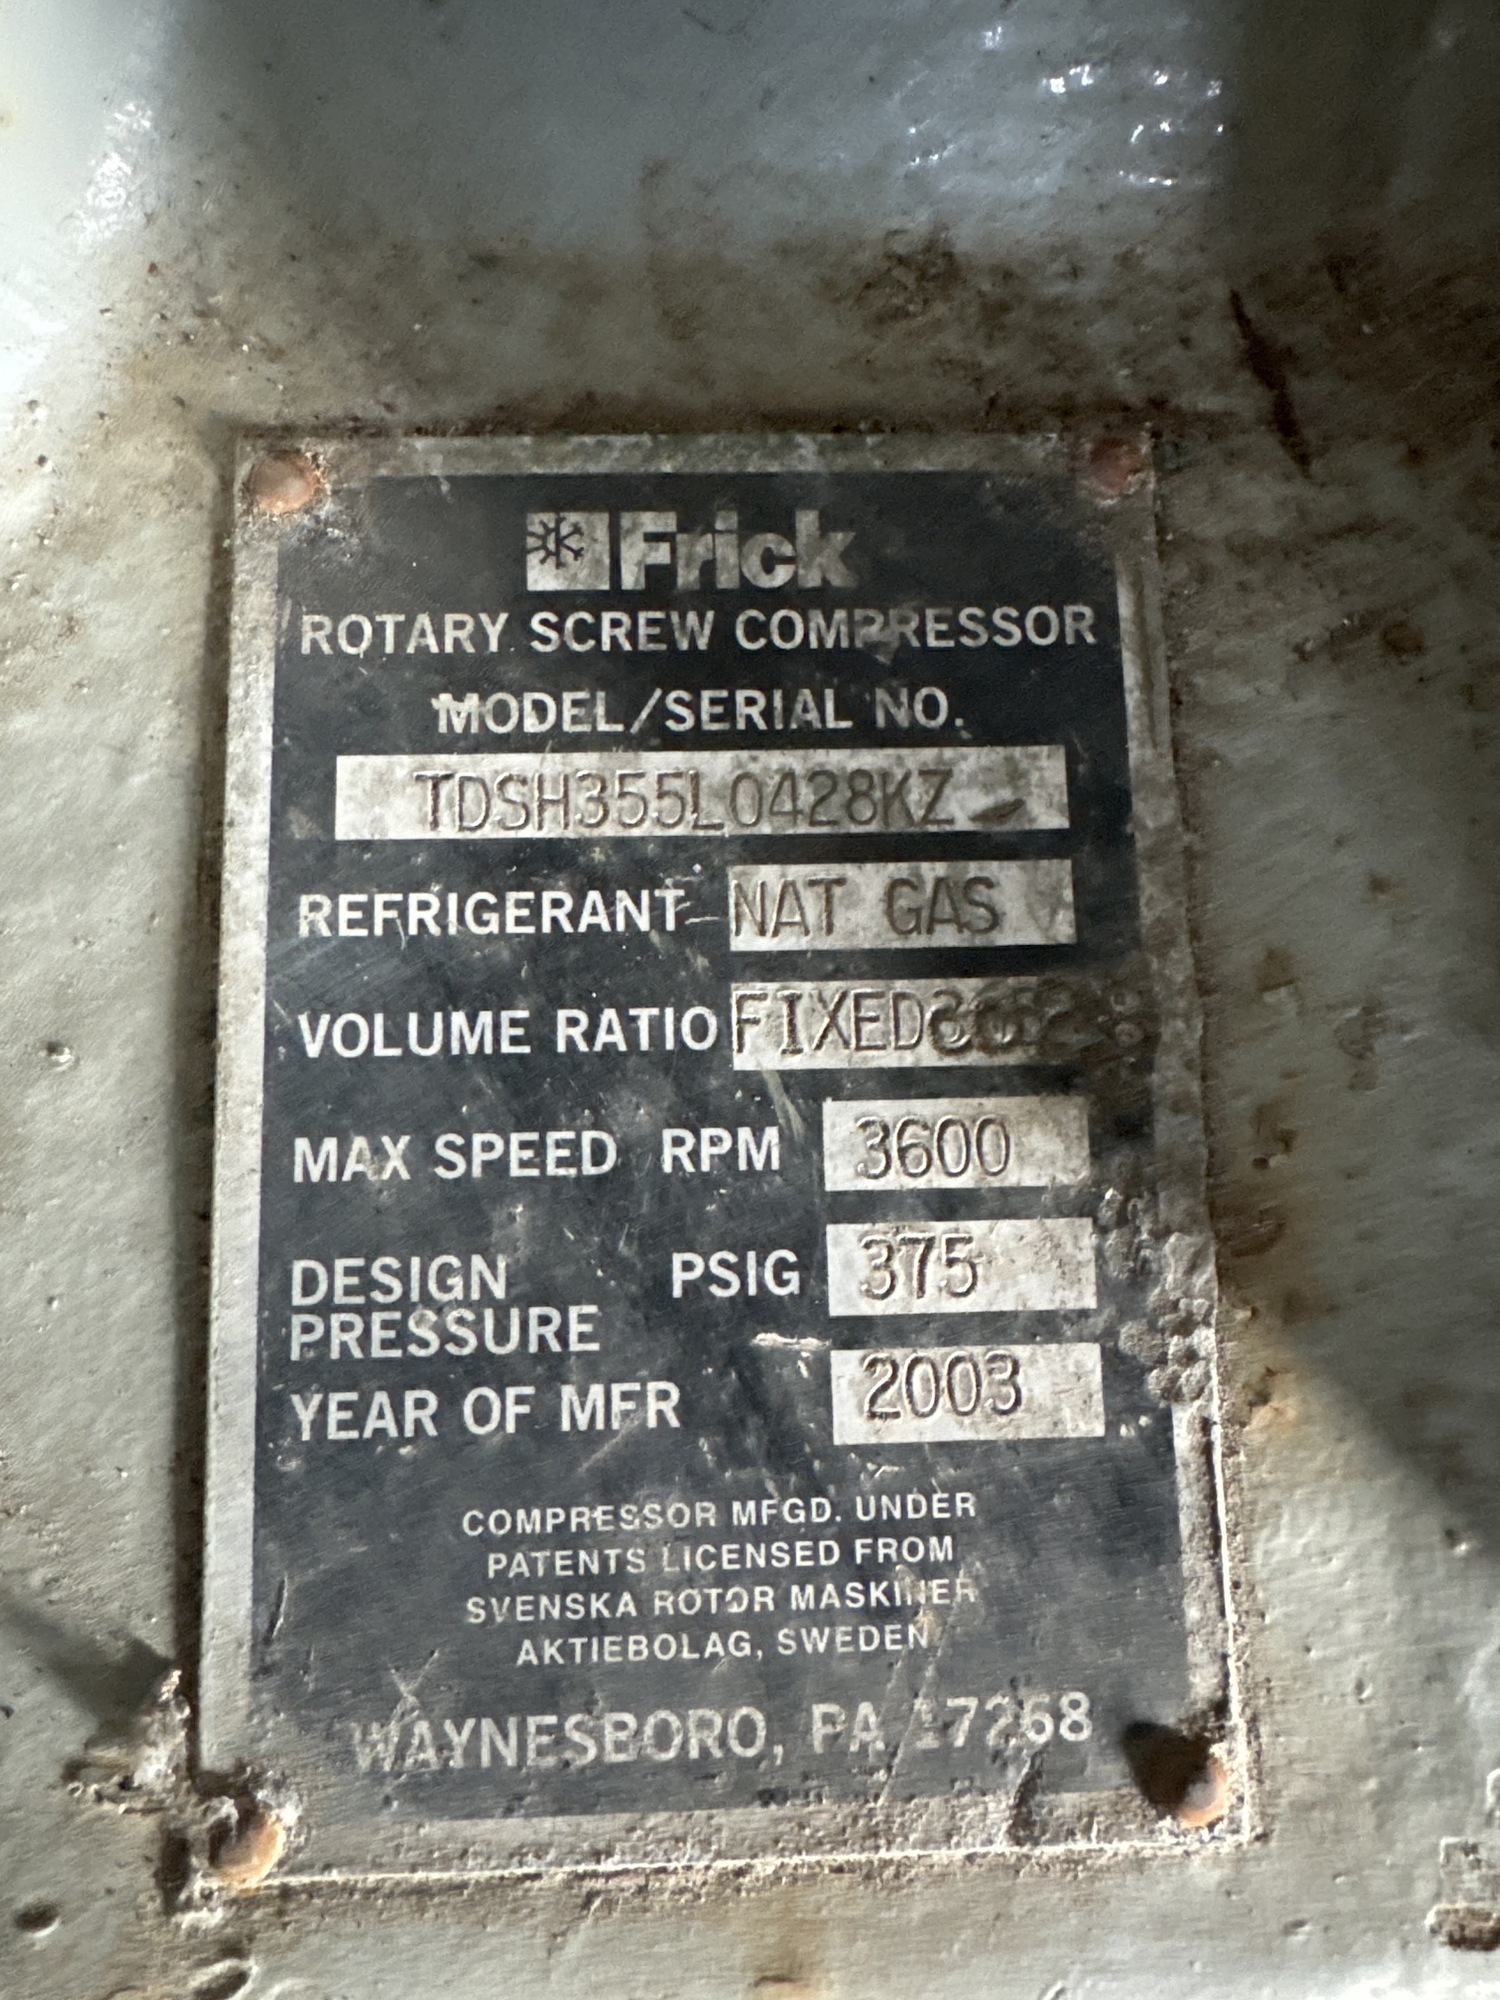 Frick
ROTARY SCREW COMPRESSOR
MODEL/SERIAL NO.
TDSH355L0428KZ
REFRIGERANT NAT GAS
VOLUME RATIO FIXED
MAX SPEED RPM 3600
DESIGN PSIG 375
PRESSURE
YEAR OF MFR 2003
COMPRESSOR MFGD. UNDER
PATENTS LICENSED FROM
SVENSKA ROTOR MASKINER
AKTIEBOLAG, SWEDEN
WAYNESBORO, PA 17268